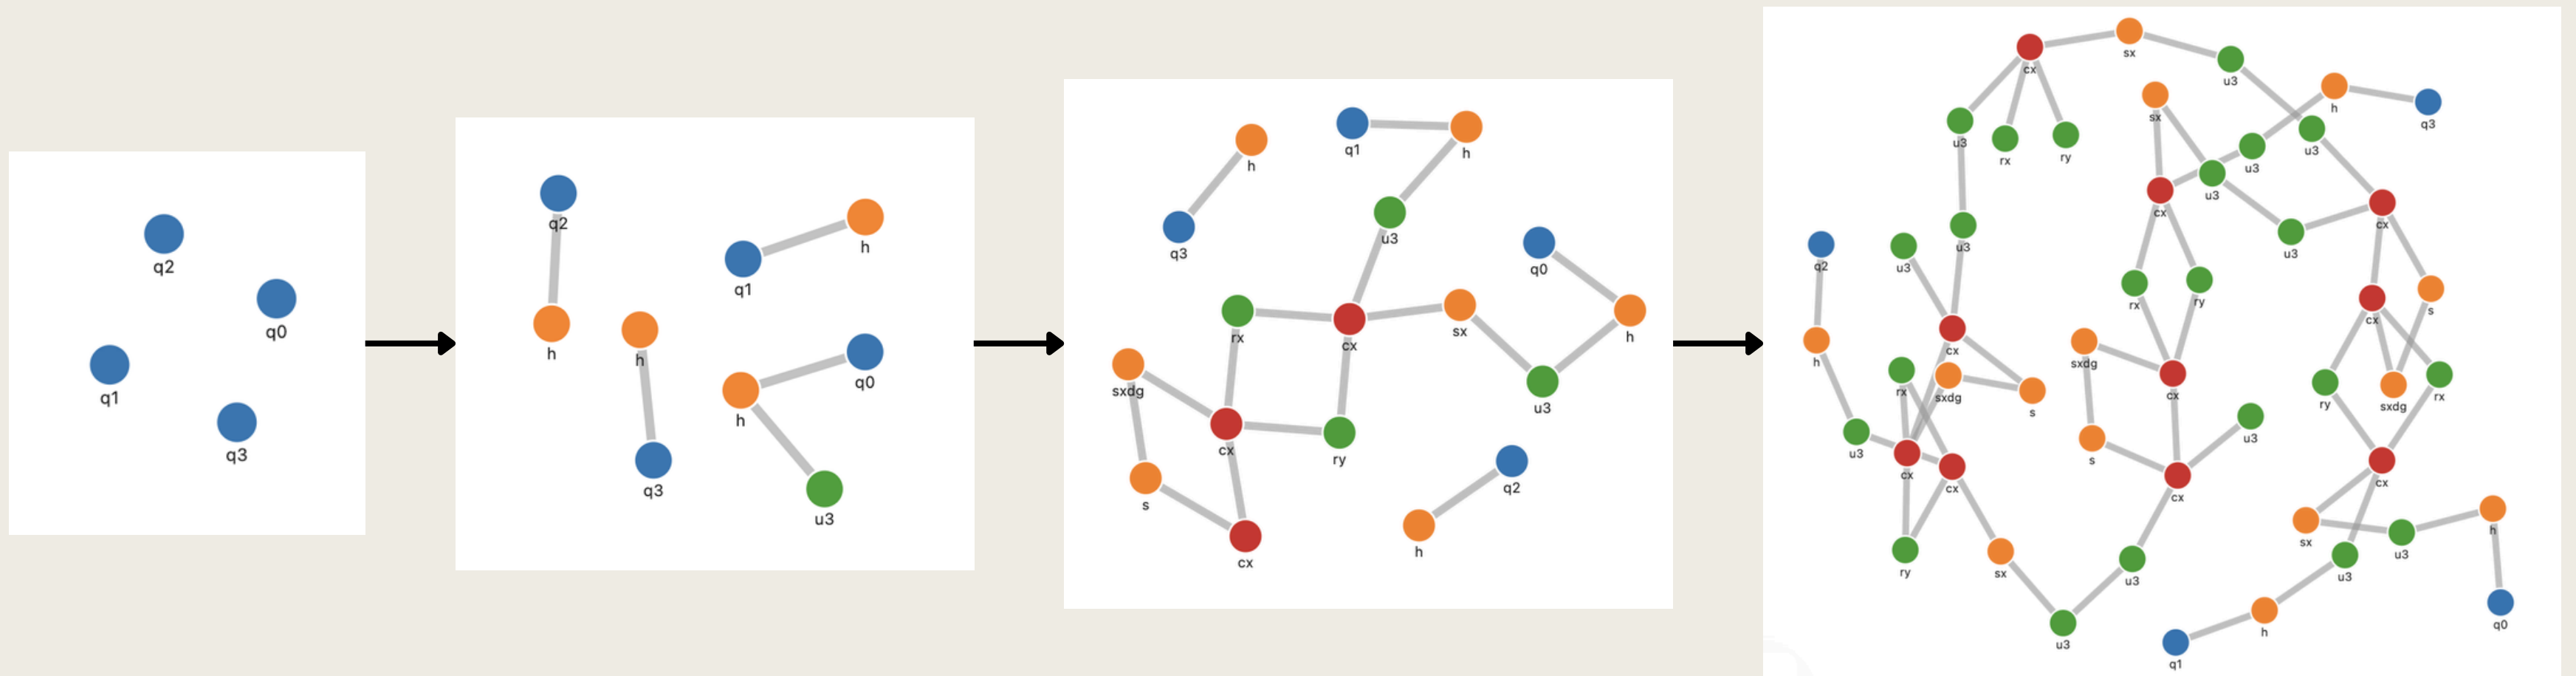 q2
q0
q1
q3
q2
h
q1
h
h
q0
h
q3
u3
h
q3
q1
h
u3
q0
rx
cx
sx
h
sxdg
u3
cx
ry
s
q2
h
cx
cx
sx
u3
h
q3
sx
u3
rx
ry
u3
u3
u3
cx
u3
cx
q2
u3
u3
u3
rx
ry
cx
s
h
cx
sxdg
cx
rx
sxdg
s
ry
sxdg
rx
u3
cx
cx
s
u3
cx
cx
ry
sx
u3
sx
u3
h
u3
u3
h
q0
q1